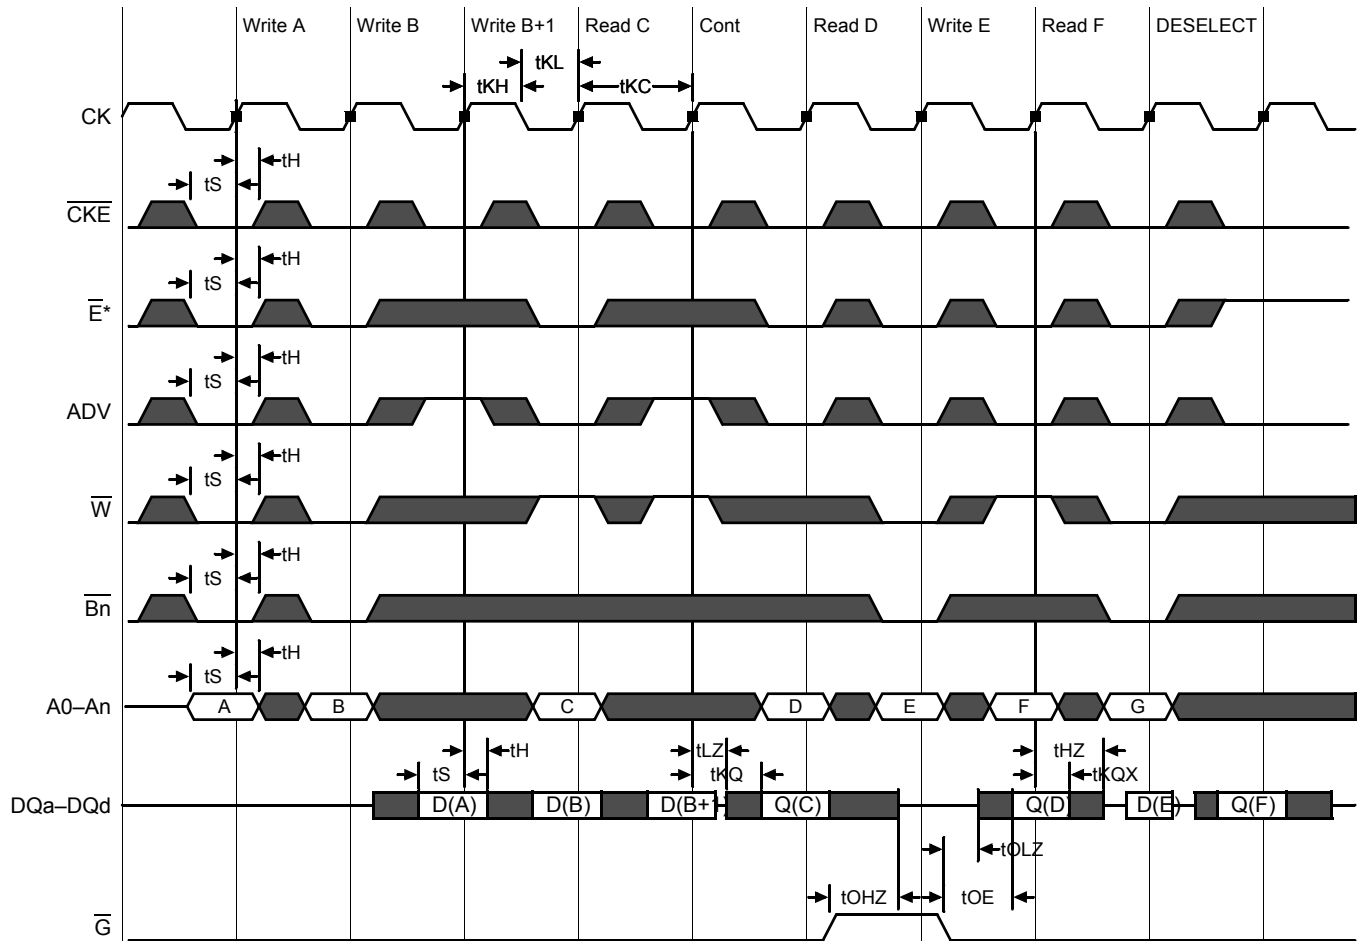 Write A Write B Write B+1 Read C Cont Read D Write E Read F DESELECT
tKL
tKH tKC
CK
tH
tS
CKE
tH
tS
E*
tH
tS
ADV
tH
tS
W
tH
tS
Bn
tH
tS
A0–An A B C D E F G
tH tLZ tHZ
tS tKQ tKQX
DQa–DQd D(A) D(B) D(B+1) Q(C) Q(D) D(E) Q(F)
tOLZ
tOHZ tOE
G